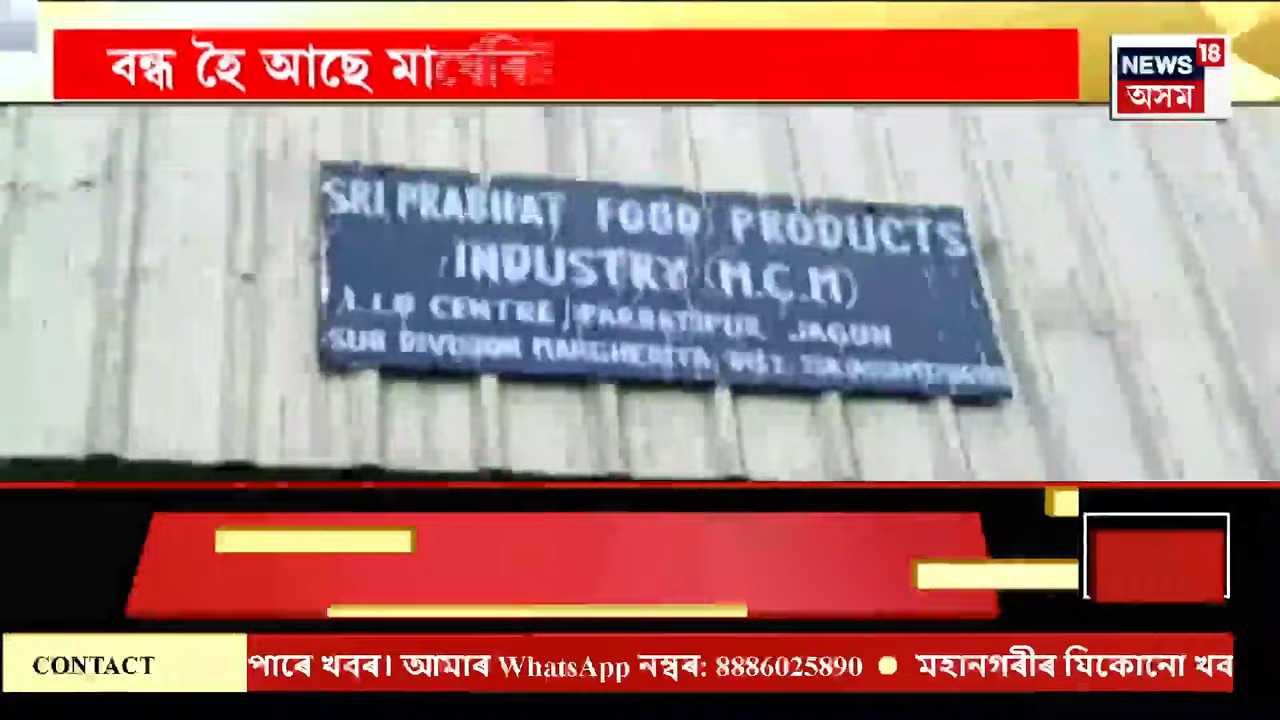 বন্ধ হৈ আছে
NEWS 18
অসম
SRI PRABHAT FOOD PRODUCTS
INDUSTRY (M.C.M)
CENTRE PARBATIPUR JAGUN
SUB DIVISION MARGHERITA DIST.
CONTACT
পাৰে খবৰ। আমাৰ WhatsApp নম্বৰ: 8886025890 ● মহানগৰীৰ যিকোনো খব